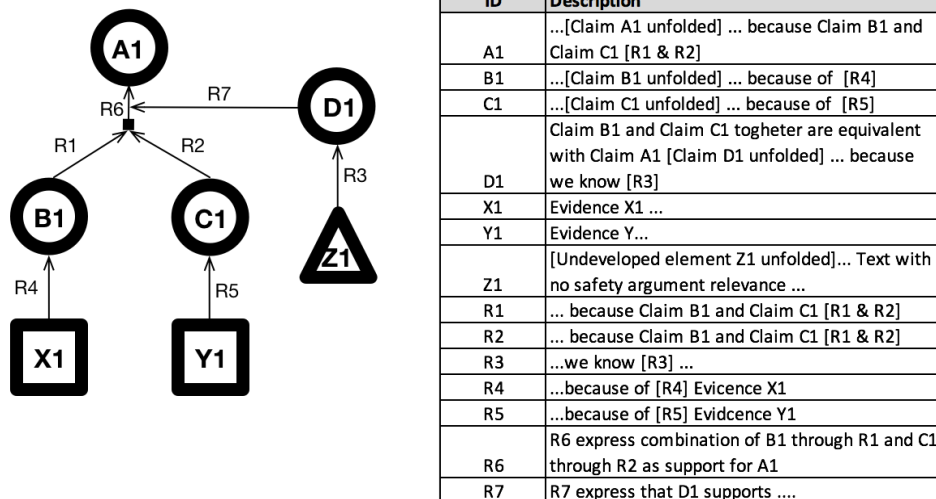 A1
R6
R7
D1
R1
R2
R3
B1
C1
Z1
R4
R5
X1
Y1
ID Description
...[Claim A1 unfolded] ... because Claim B1 and
A1 Claim C1 [R1 & R2]
B1 ...[Claim B1 unfolded] ... because of [R4]
C1 ...[Claim C1 unfolded] ... because of [R5]
Claim B1 and Claim C1 togheter are equivalent
with Claim A1 [Claim D1 unfolded] ... because
D1 we know [R3]
X1 Evidence X1 ...
Y1 Evidence Y...
[Undeveloped element Z1 unfolded]... Text with
Z1 no safety argument relevance ...
R1 ... because Claim B1 and Claim C1 [R1 & R2]
R2 ... because Claim B1 and Claim C1 [R1 & R2]
R3 ...we know [R3] ...
R4 ...because of [R4] Evicence X1
R5 ...because of [R5] Evidcence Y1
R6 express combination of B1 through R1 and C1
R6 through R2 as support for A1
R7 R7 express that D1 supports ....